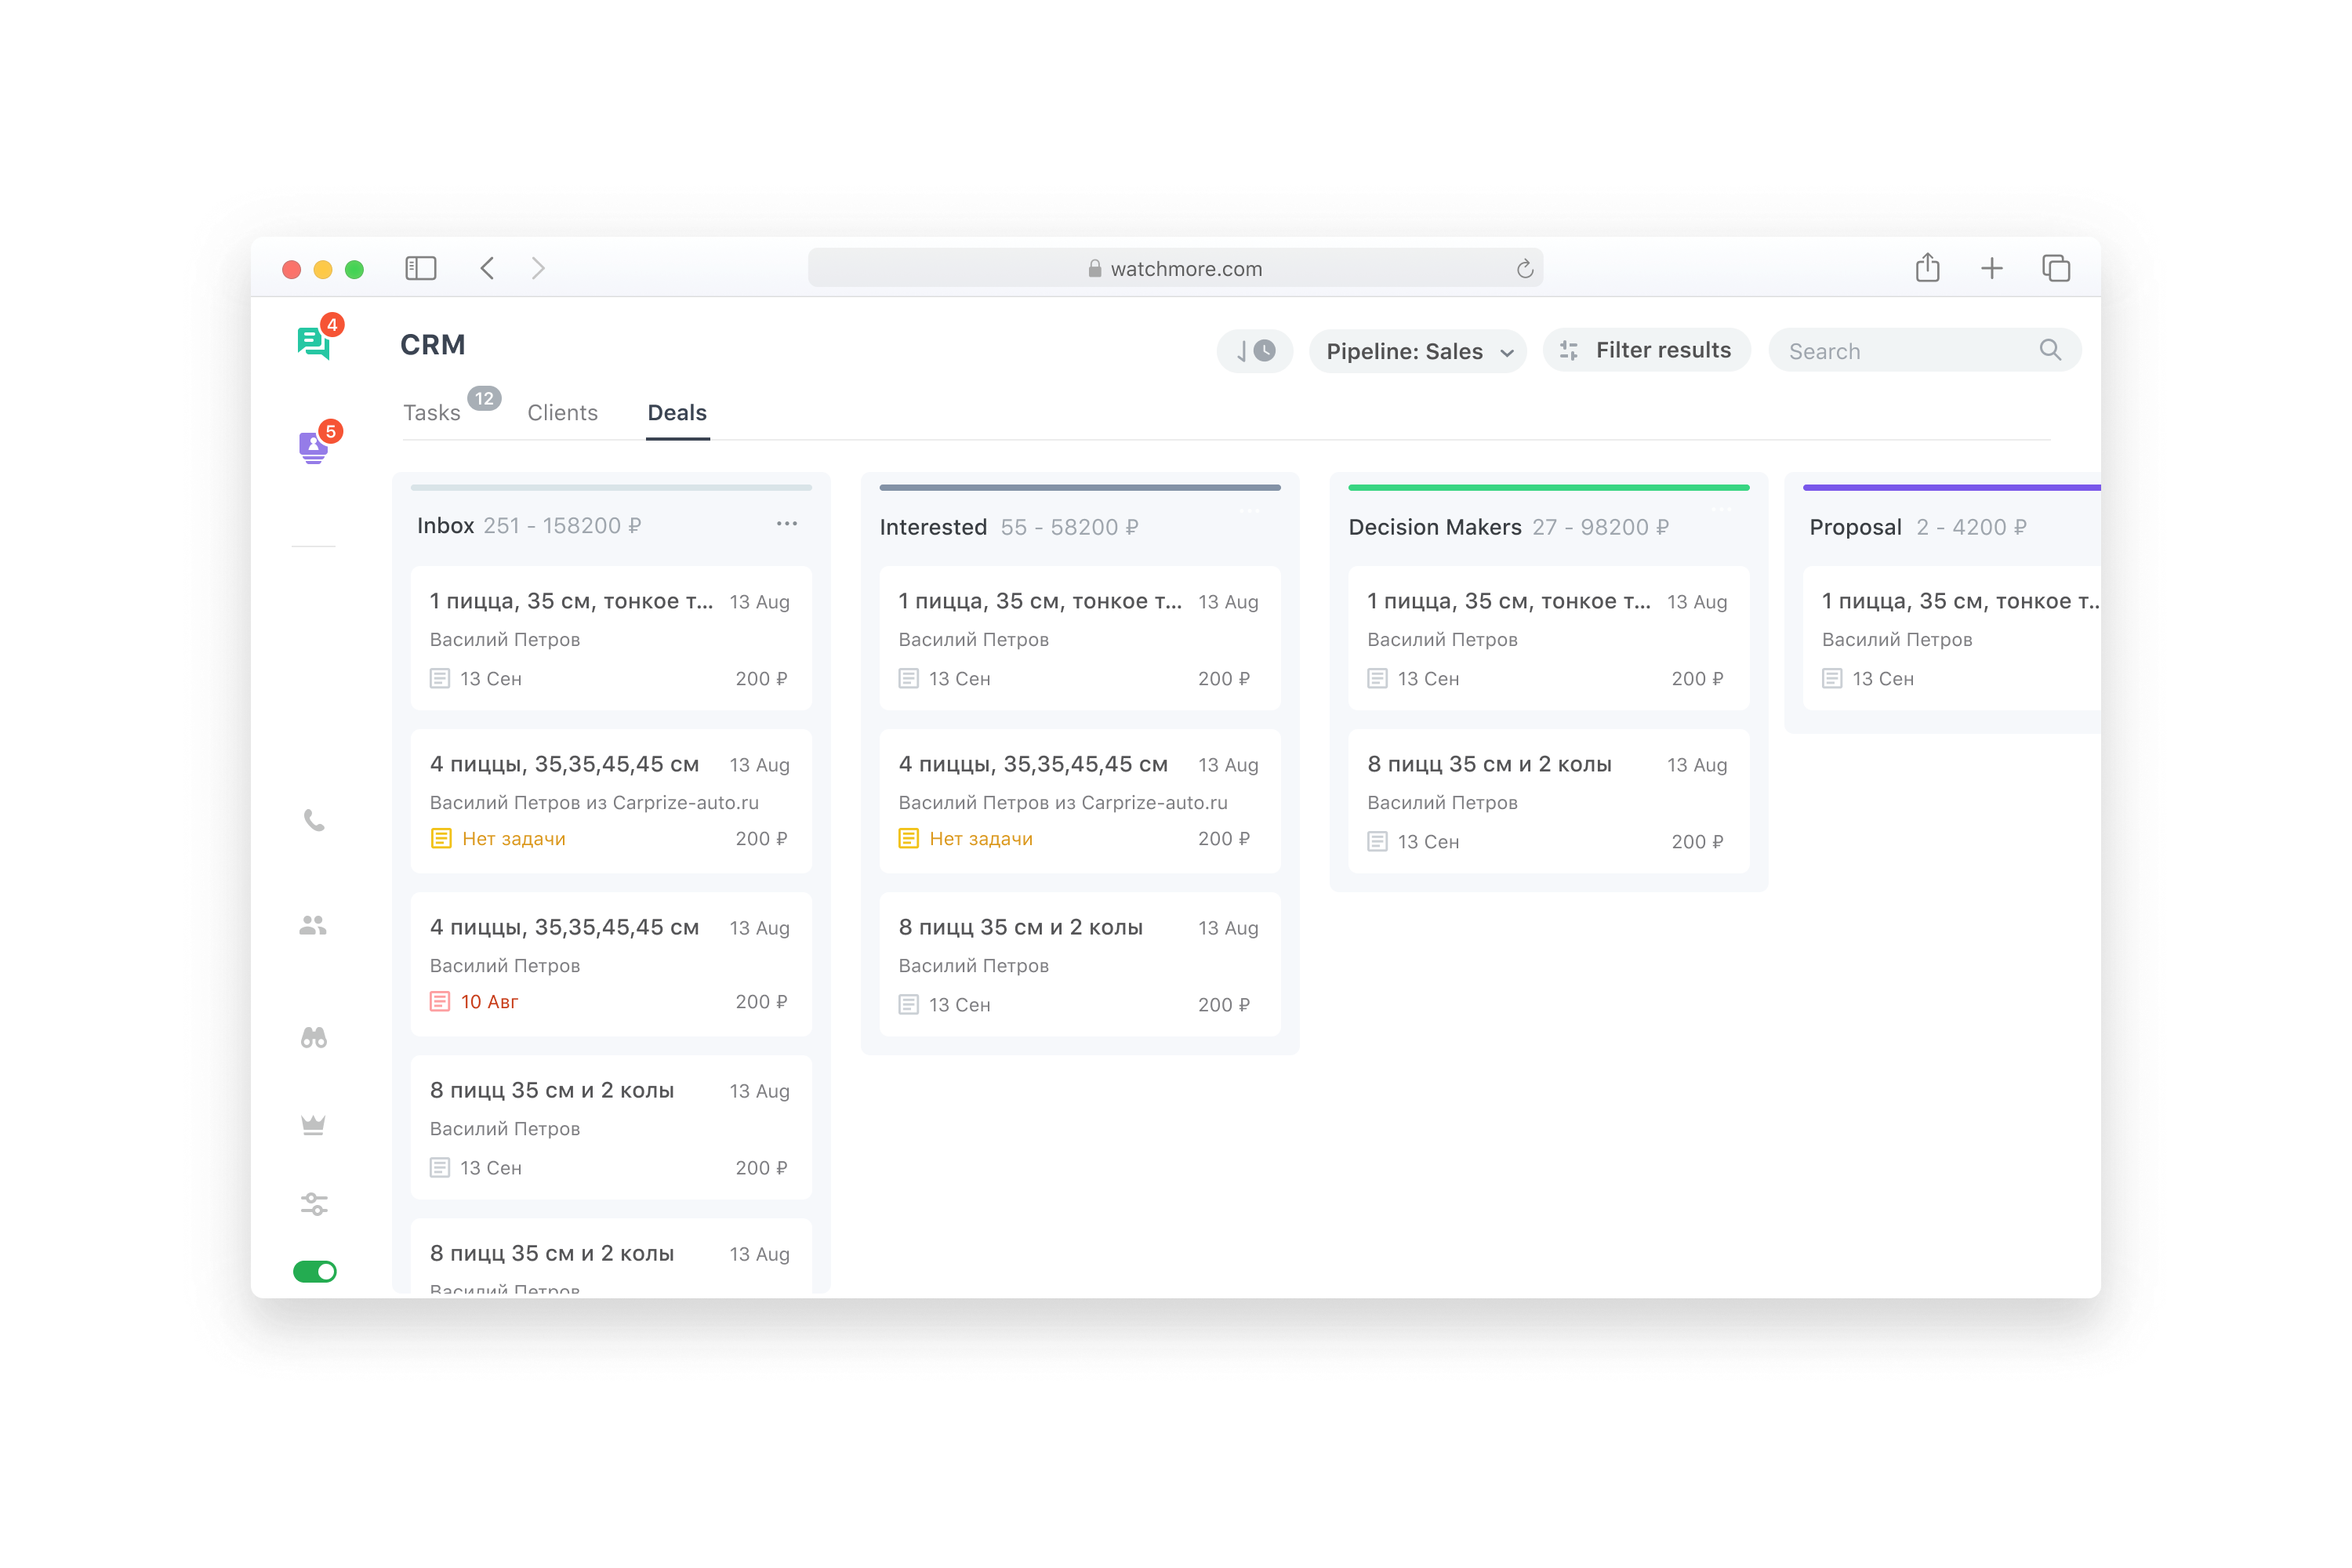 watchmore.com
4
CRM
Pipeline: Sales
Filter results
Search
Tasks 12
Clients
Deals
5
Inbox 251 - 158200 ₽
1 пицца, 35 см, тонкое т... 13 Aug
Василий Петров
13 Сен 200 ₽
4 пиццы, 35,35,45,45 см 13 Aug
Василий Петров из Carprize-auto.ru
Нет задачи 200 ₽
4 пиццы, 35,35,45,45 см 13 Aug
Василий Петров
10 Авг 200 ₽
8 пицц 35 см и 2 колы 13 Aug
Василий Петров
13 Сен 200 ₽
8 пицц 35 см и 2 колы 13 Aug
Василий Петров
Interested 55 - 58200 ₽
1 пицца, 35 см, тонкое т... 13 Aug
Василий Петров
13 Сен 200 ₽
4 пиццы, 35,35,45,45 см 13 Aug
Василий Петров из Carprize-auto.ru
Нет задачи 200 ₽
8 пицц 35 см и 2 колы 13 Aug
Василий Петров
13 Сен 200 ₽
Decision Makers 27 - 98200 ₽
1 пицца, 35 см, тонкое т... 13 Aug
Василий Петров
13 Сен 200 ₽
8 пицц 35 см и 2 колы 13 Aug
Василий Петров
13 Сен 200 ₽
Proposal 2 - 4200 ₽
1 пицца, 35 см, тонкое т..
Василий Петров
13 Сен